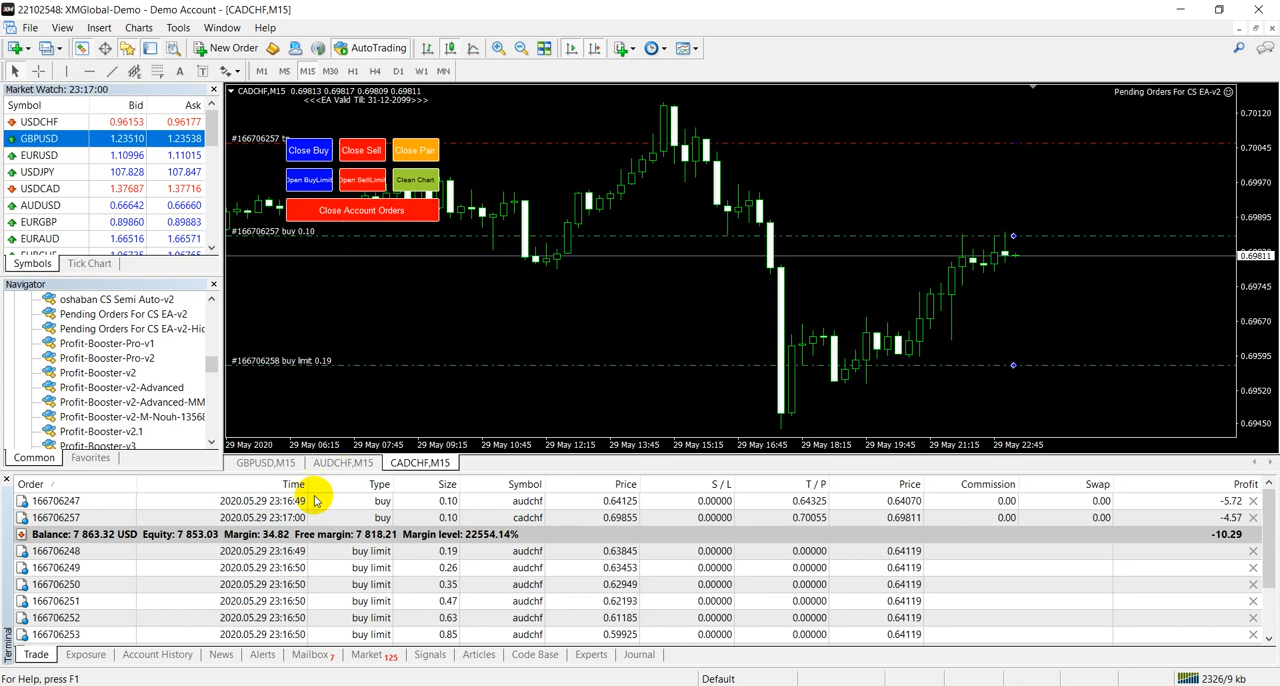 22102548: XMGlobal-Demo - Demo Account - [CADCHF,M15]
File View Insert Charts Tools Window Help
New Order AutoTrading
A T M1 M5 M15 M30 H1 H4 D1 W1 MN
Market Watch: 23:17:00
Symbol Bid Ask
USDCHF 0.96153 0.96177
GBPUSD 1.23510 1.23538
EURUSD 1.10996 1.11015
USDJPY 107.828 107.847
USDCAD 1.37687 1.37716
AUDUSD 0.66642 0.66660
EURGBP 0.89860 0.89883
EURAUD 1.66516 1.66571
Symbols Tick Chart
Navigator
oshaban CS Semi Auto-v2
Pending Orders For CS EA-v2
Pending Orders For CS EA-v2-Hic
Profit-Booster-Pro-v1
Profit-Booster-Pro-v2
Profit-Booster-v2
Profit-Booster-v2-Advanced
Profit-Booster-v2-Advanced-MM
Profit-Booster-v2-M-Nouh-13568
Profit-Booster-v2.1
Profit-Booster-v3
Common Favorites
CADCHF,M15 0.69813 0.69817 0.69809 0.69811
<<<EA Valid Till: 31-12-2099>>>
Pending Orders For CS EA-v2
#166706257 tp
Close Buy Close Sell Close Pair
Open BuyLimit Open SellLimit Clean Chart
Close Account Orders
#166706257 buy 0.10
#166706258 buy limit 0.19
0.70120
0.70045
0.69970
0.69895
0.69811
0.69745
0.69670
0.69595
0.69520
0.69450
29 May 2020 29 May 06:15 29 May 07:45 29 May 09:15 29 May 10:45 29 May 12:15 29 May 13:45 29 May 15:15 29 May 16:45 29 May 18:15 29 May 19:45 29 May 21:15 29 May 22:45
GBPUSD,M15 AUDCHF,M15 CADCHF,M15
Order / Time Type Size Symbol Price S / L T / P Price Commission Swap Profit
166706247 2020.05.29 23:16:49 buy 0.10 audchf 0.64125 0.00000 0.64325 0.64070 0.00 0.00 -5.72
166706257 2020.05.29 23:17:00 buy 0.10 cadchf 0.69855 0.00000 0.70055 0.69811 0.00 0.00 -4.57
Balance: 7 863.32 USD Equity: 7 853.03 Margin: 34.82 Free margin: 7 818.21 Margin level: 22554.14% -10.29
166706248 2020.05.29 23:16:49 buy limit 0.19 audchf 0.63845 0.00000 0.00000 0.64119
166706249 2020.05.29 23:16:50 buy limit 0.26 audchf 0.63453 0.00000 0.00000 0.64119
166706250 2020.05.29 23:16:50 buy limit 0.35 audchf 0.62949 0.00000 0.00000 0.64119
166706251 2020.05.29 23:16:50 buy limit 0.47 audchf 0.62193 0.00000 0.00000 0.64119
166706252 2020.05.29 23:16:50 buy limit 0.63 audchf 0.61185 0.00000 0.00000 0.64119
166706253 2020.05.29 23:16:50 buy limit 0.85 audchf 0.59925 0.00000 0.00000 0.64119
Terminal
Trade Exposure Account History News Alerts Mailbox 7 Market 125 Signals Articles Code Base Experts Journal
For Help, press F1 Default 2326/9 kb